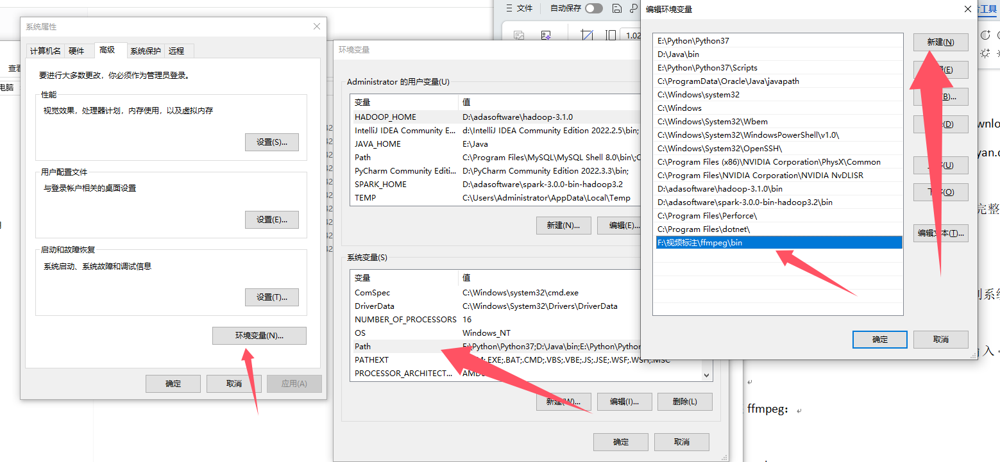 系统属性
计算机名
硬件
高级
系统保护
远程
要进行大多数更改，你必须作为管理员登录。
性能
视觉效果，处理器计划，内存使用，以及虚拟内存
设置(S)...
用户配置文件
与登录帐户相关的桌面设置
设置(E)...
启动和故障恢复
系统启动、系统故障和调试信息
设置(T)...
环境变量(N)...
确定
取消
应用(A)
查看
电脑
文件
自动保存
1.02
环境变量
Administrator 的用户变量(U)
变量 值
HADOOP_HOME D:\adasoftware\hadoop-3.1.0
IntelliJ IDEA Community E... d:\IntelliJ IDEA Community Edition 2022.2.5\bin;
JAVA_HOME E:\Java
Path C:\Program Files\MySQL\MySQL Shell 8.0\bin\;C
PyCharm Community Editi... D:\PyCharm Community Edition 2022.3.3\bin;
SPARK_HOME D:\adasoftware\spark-3.0.0-bin-hadoop3.2
TEMP C:\Users\Administrator\AppData\Local\Temp
新建(N)...
编辑(E)...
系统变量(S)
变量 值
ComSpec C:\Windows\system32\cmd.exe
DriverData C:\Windows\System32\Drivers\DriverData
NUMBER_OF_PROCESSORS 16
OS Windows_NT
Path E:\Python\Python37;D:\Java\bin;E:\Python\Python
PATHEXT .EXE;.BAT;.CMD;.VBS;.VBE;.JS;.JSE;.WSF;.WSH;.MSC
PROCESSOR_ARCHITECT...
新建(W)...
编辑(I)...
删除(L)
确定
取消
编辑环境变量
E:\Python\Python37
D:\Java\bin
E:\Python\Python37\Scripts
C:\ProgramData\Oracle\Java\javapath
C:\Windows\system32
C:\Windows
C:\Windows\System32\Wbem
C:\Windows\System32\WindowsPowerShell\v1.0\
C:\Windows\System32\OpenSSH\
C:\Program Files (x86)\NVIDIA Corporation\PhysX\Common
C:\Program Files\NVIDIA Corporation\NVIDIA NvDLISR
D:\adasoftware\hadoop-3.1.0\bin
D:\adasoftware\spark-3.0.0-bin-hadoop3.2\bin
C:\Program Files\Perforce\
C:\Program Files\dotnet\
F:\视频标注\ffmpeg\bin
新建(N)
(E)
(B)...
(D)
(U)
(O)
编辑文本(T)...
确定
取消
工具
wnlo
yan.c
完整
到系统
入
ffmpeg：